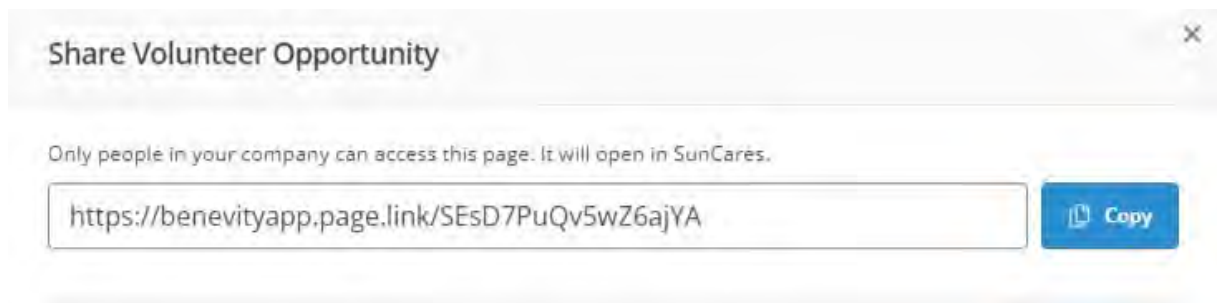 Share Volunteer Opportunity
Only people in your company can access this page. It will open in SunCares.
https://benevityapp.page.link/SEsD7PuQv5wZ6ajYA
Copy